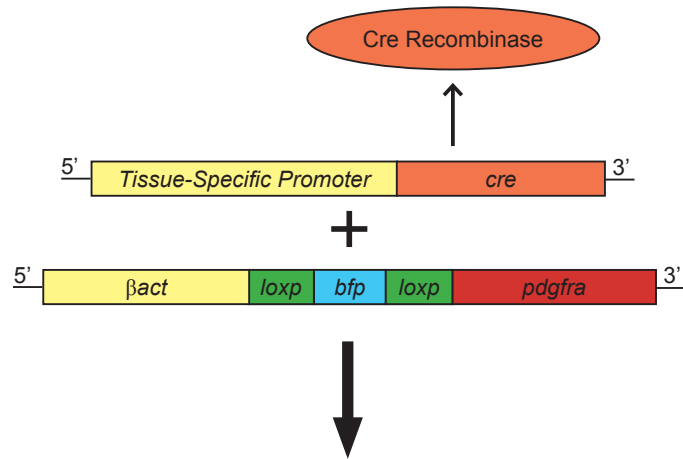 Cre Recombinase
5’ Tissue-Specific Promoter cre 3’
+
5’ βact loxp bfp loxp pdgfra 3’